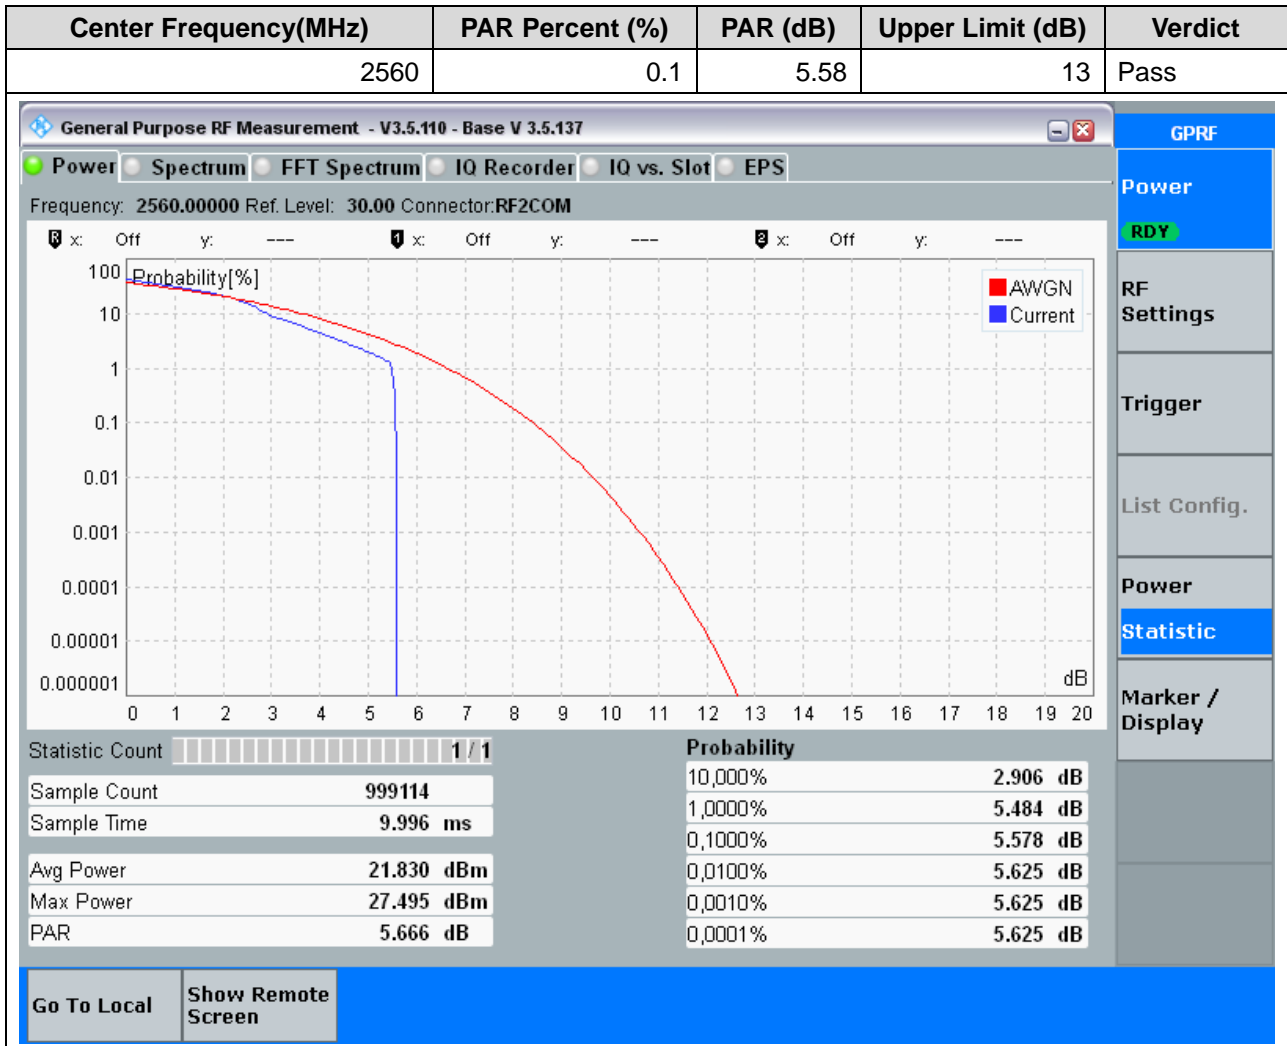 Center Frequency(MHz) PAR Percent (%) PAR (dB) Upper Limit (dB) Verdict
2560 0.1 5.58 13 Pass
General Purpose RF Measurement - V3.5.110 - Base V 3.5.137
GPRF
Power Spectrum FFT Spectrum IQ Recorder IQ vs. Slot EPS
Frequency: 2560.00000 Ref. Level: 30.00 Connector:RF2COM
R x: Off y: --- 1 x: Off y: --- 2 x: Off y: ---
Probability[%]
100
10
1
0.1
0.01
0.001
0.0001
0.00001
0.000001
AWGN
Current
dB
0 1 2 3 4 5 6 7 8 9 10 11 12 13 14 15 16 17 18 19 20
Statistic Count 1 / 1
Sample Count 999114
Sample Time 9.996 ms
Avg Power 21.830 dBm
Max Power 27.495 dBm
PAR 5.666 dB
Probability
10,000% 2.906 dB
1,0000% 5.484 dB
0,1000% 5.578 dB
0,0100% 5.625 dB
0,0010% 5.625 dB
0,0001% 5.625 dB
Power
RDY
RF
Settings
Trigger
List Config.
Power
Statistic
Marker /
Display
Go To Local
Show Remote
Screen